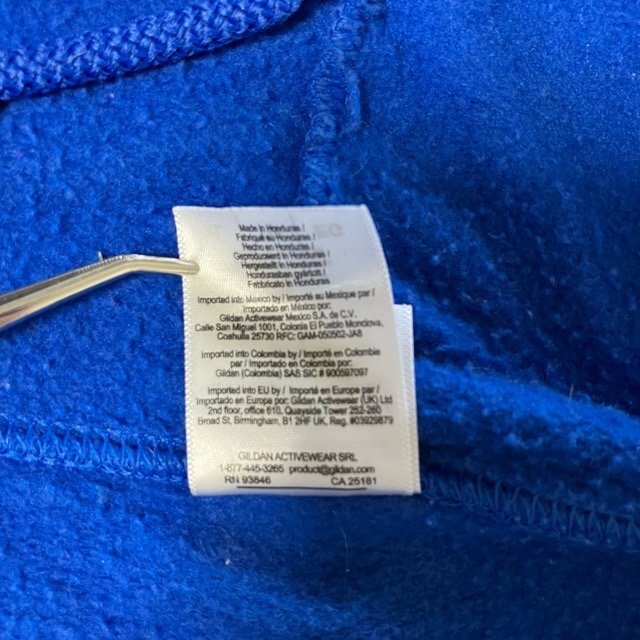 Made in Honduras /
Fabriqué au Honduras /
Hecho en Honduras /
Geproduceerd in Honduras /
Hergestellt in Honduras /
Hondurasban gyártott /
Fabbricato in Honduras
Imported into Mexico by / Importé au Mexique par /
Importado en México por:
Gildan Activewear Mexico S.A. de C.V.
Calle San Miguel 1001, Colonia El Pueblo Monclova,
Coahuila 25730 RFC: GAM-050502-JA8
Imported into Colombia by / Importé en Colombie
par / Importado en Colombia por:
Gildan (Colombia) SAS SIC # 900597097
Imported into EU by / Importé en Europe par /
Importado en Europe por: Gildan Activewear (UK) Ltd
2nd floor, office 610, Quayside Tower 252-260
Broad St, Birmingham, B1 2HF UK, Reg. #03929679
GILDAN ACTIVEWEAR SRL
1-877-445-3265 product@gildan.com
RN 93846 CA 25181